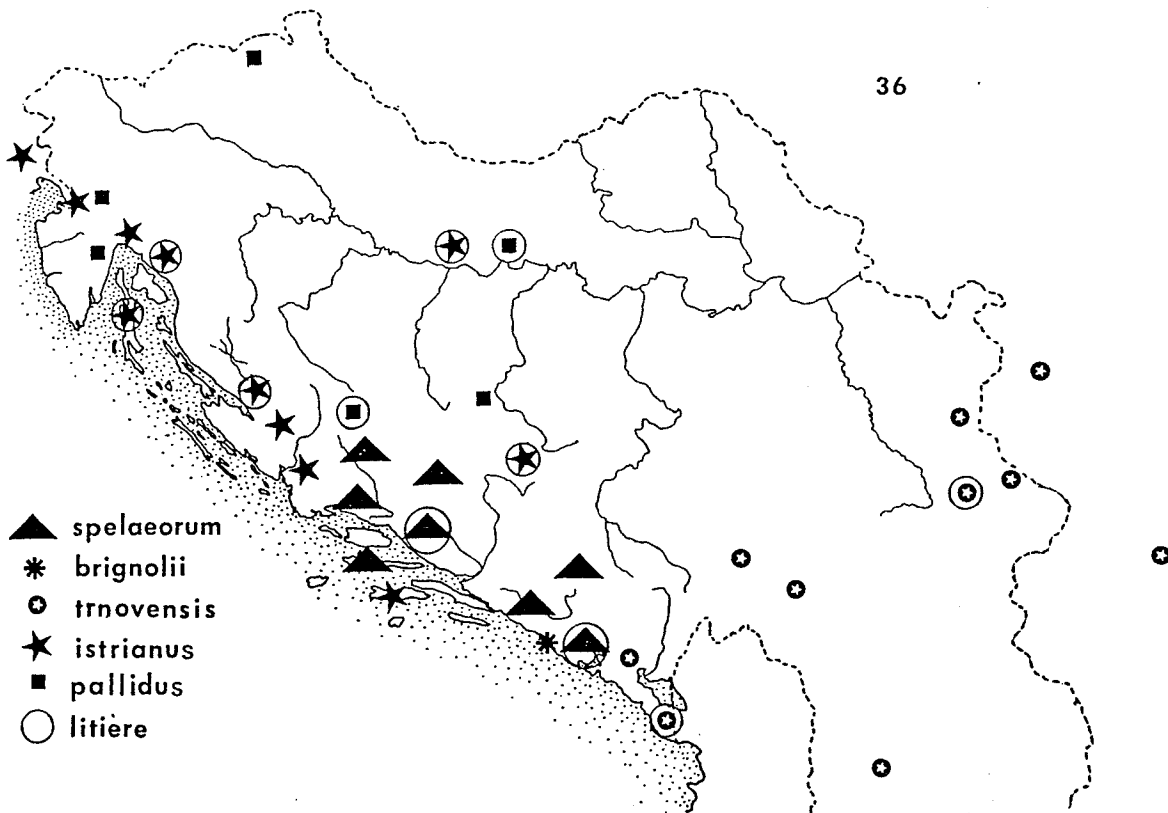 36
spelaeorum
brignolii
trnovensis
istrianus
pallidus
litière